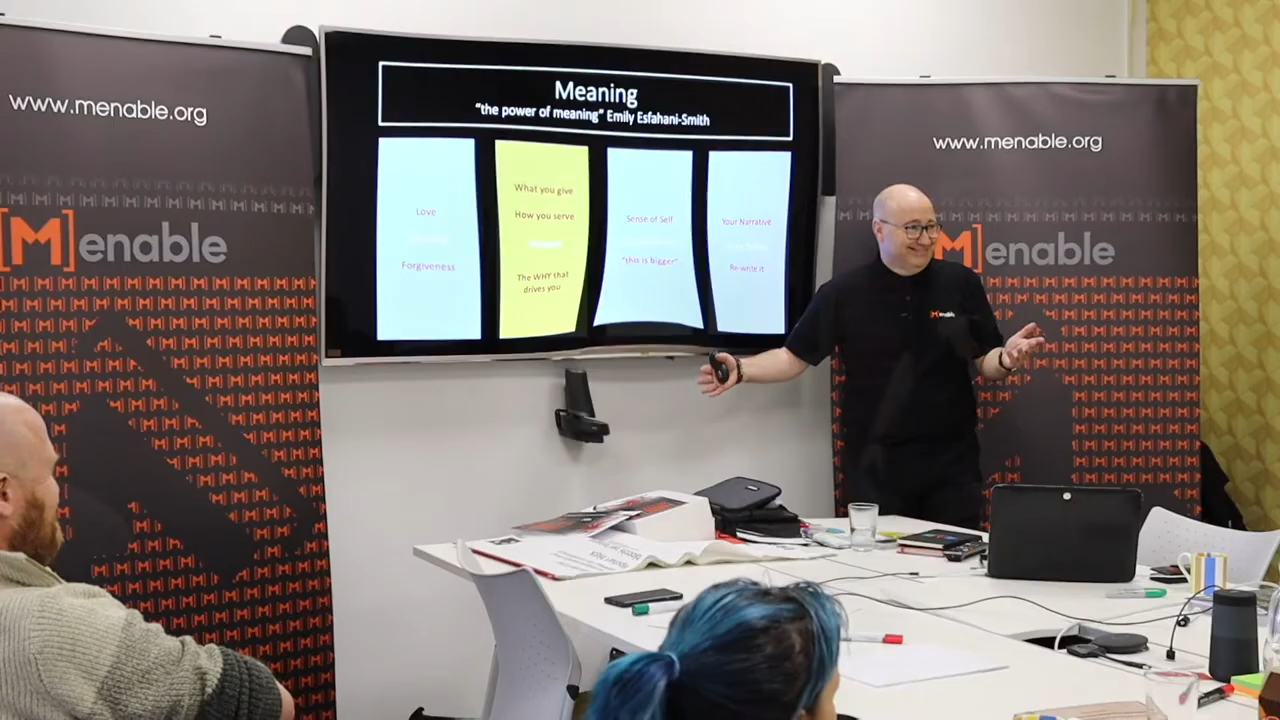 www.menable.org
[M]enable
Meaning
"the power of meaning" Emily Esfahani-Smith
Love
Forgiveness
What you give
How you serve
The WHY that
drives you
Sense of Self
"this is bigger"
Your Narrative
Re-write it
www.menable.org
[M]enable
[M]enable